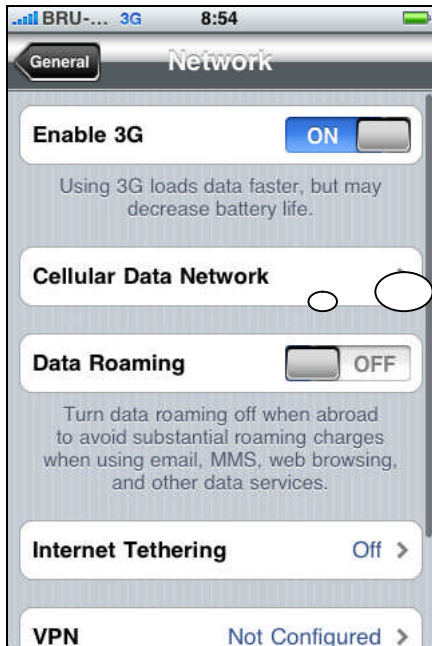 BRU-... 3G 8:54
General Network
Enable 3G ON
Using 3G loads data faster, but may
decrease battery life.
Cellular Data Network
Data Roaming OFF
Turn data roaming off when abroad
to avoid substantial roaming charges
when using email, MMS, web browsing,
and other data services.
Internet Tethering Off >
VPN Not Configured >